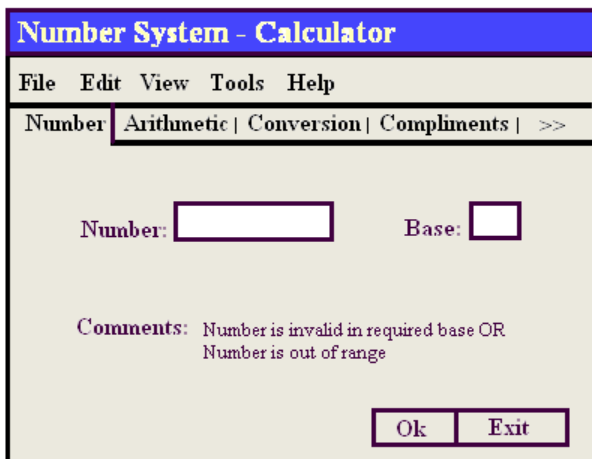 Number System - Calculator
File Edit View Tools Help
Number Arithmetic | Conversion | Compliments | >>
Number: Base:
Comments: Number is invalid in required base OR
Number is out of range
Ok Exit